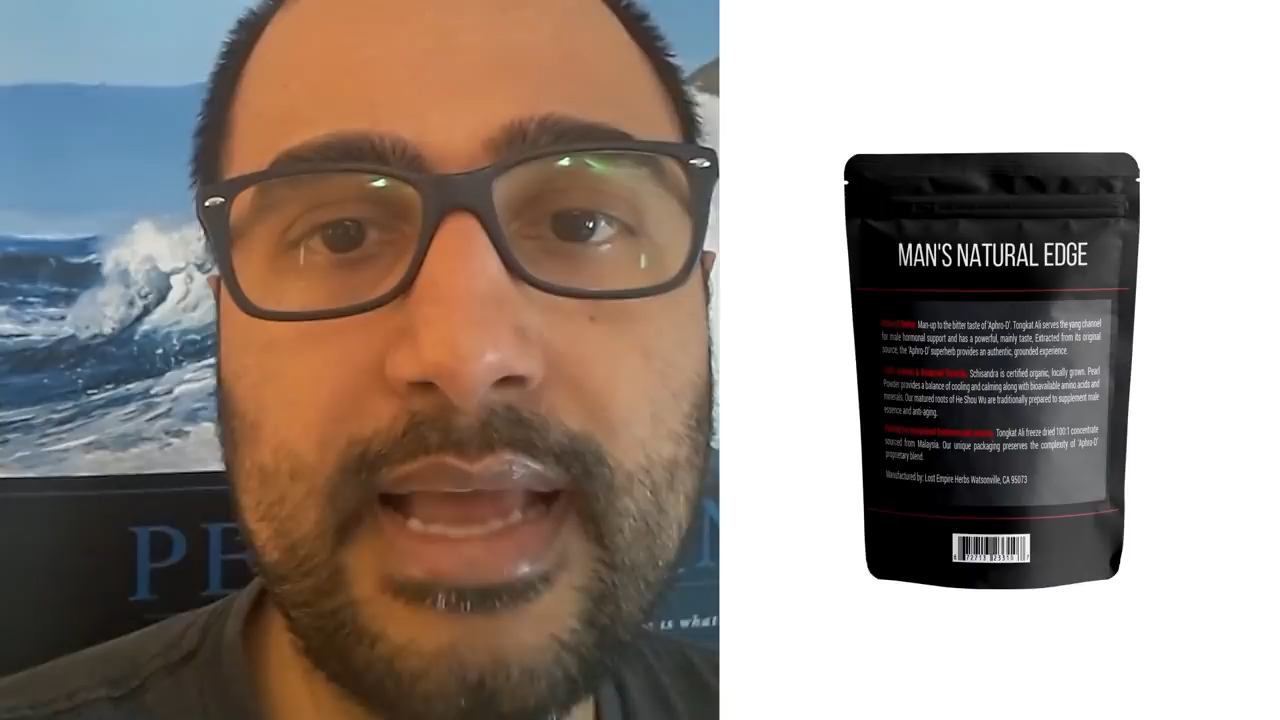 PE
is what
MAN'S NATURAL EDGE
Man-up to the bitter taste of 'Aphro-D'. Tongkat Ali serves the yang channel
for male hormonal support and has a powerful, mainly taste, Extracted from its original
source, the 'Aphro-D' superherb provides an authentic, grounded experience.
Schisandra is certified organic, locally grown. Pearl
Powder provides a balance of cooling and calming along with bioavailable amino acids and
minerals. Our matured roots of He Shou Wu are traditionally prepared to supplement male
essence and anti-aging.
Tongkat Ali freeze dried 100:1 concentrate
sourced from Malaysia. Our unique packaging preserves the complexity of 'Aphro-D'
proprietary blend.
Manufactured by: Lost Empire Herbs Watsonville, CA 95073